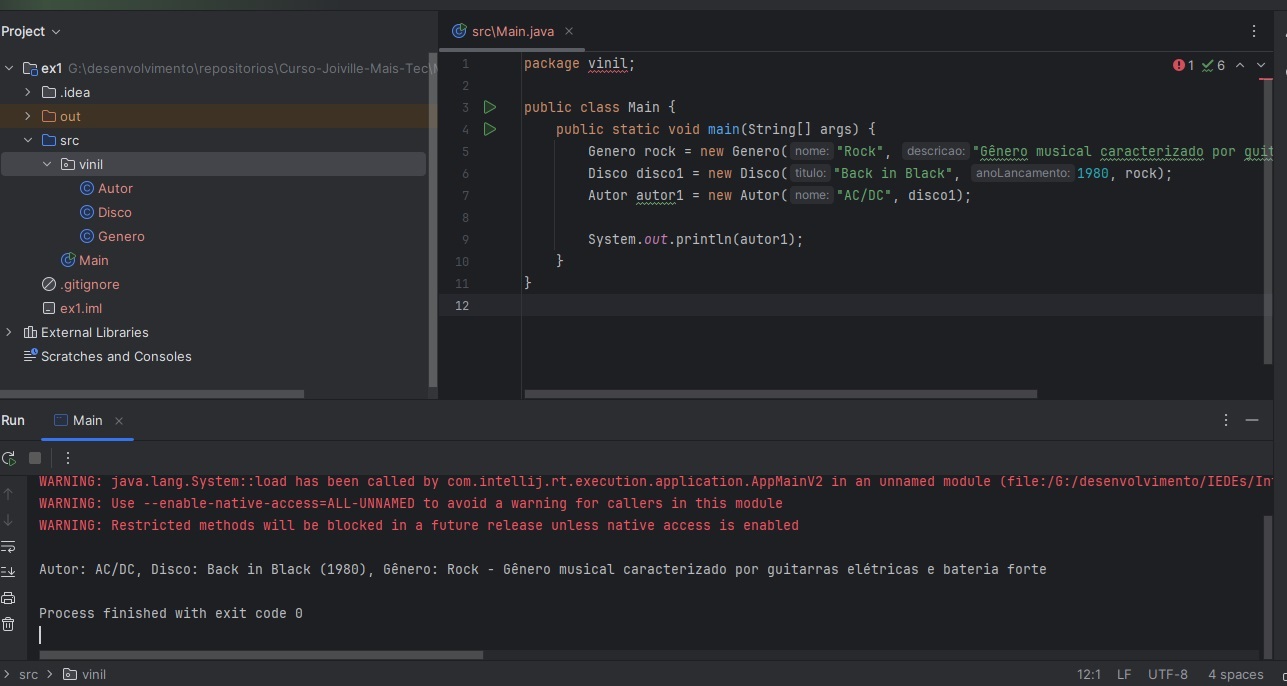 Project
ex1 G:\desenvolvimento\repositorios\Curso-Joiville-Mais-Tec\
.idea
out
src
vinil
Autor
Disco
Genero
Main
.gitignore
ex1.iml
External Libraries
Scratches and Consoles
src\Main.java
1 6
1 package vinil;
2
3 public class Main {
4 public static void main(String[] args) {
5 Genero rock = new Genero( nome: "Rock", descricao: "Gênero musical caracterizado por
6 Disco disco1 = new Disco( titulo: "Back in Black", anoLancamento: 1980, rock);
7 Autor autor1 = new Autor( nome: "AC/DC", disco1);
8
9 System.out.println(autor1);
10 }
11 }
12
Run Main
WARNING: java.lang.System::load has been called by com.intellij.rt.execution.application.AppMainV2 in an unnamed module (file:/G:/desenvolvimento/IEDEs/
WARNING: Use --enable-native-access=ALL-UNNAMED to avoid a warning for callers in this module
WARNING: Restricted methods will be blocked in a future release unless native access is enabled
Autor: AC/DC, Disco: Back in Black (1980), Gênero: Rock - Gênero musical caracterizado por guitarras elétricas e bateria forte
Process finished with exit code 0
src > vinil
12:1 LF UTF-8 4 spaces